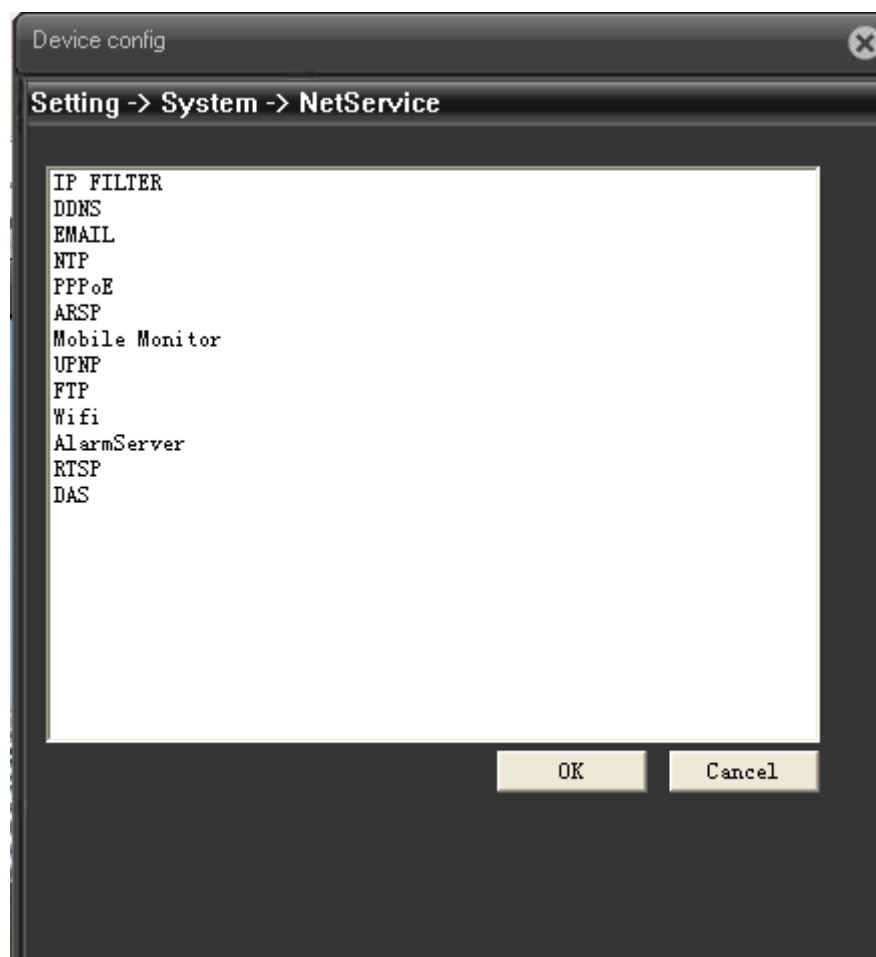 Device config
Setting -> System -> NetService
IP FILTER
DDNS
EMAIL
NTP
PPPoE
ARSP
Mobile Monitor
UPNP
FTP
Wifi
AlarmServer
RTSP
DAS
OK
Cancel